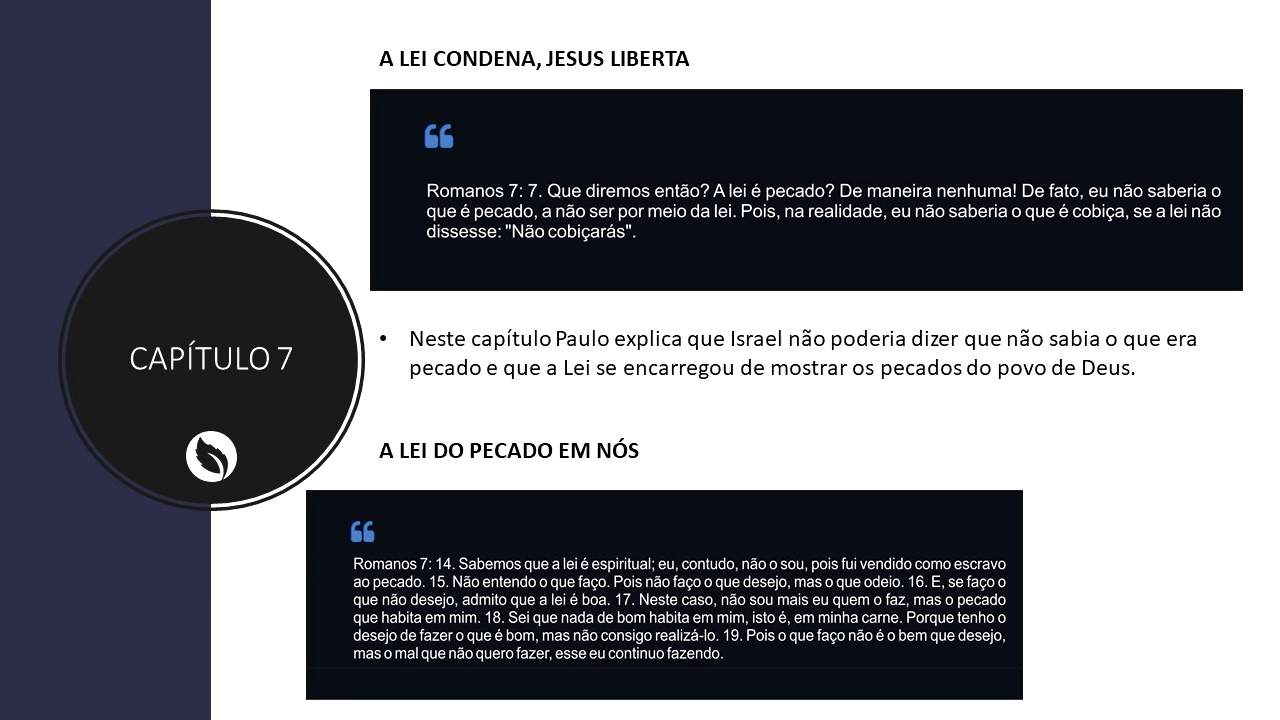 A LEI CONDENA, JESUS LIBERTA
Romanos 7: 7. Que diremos então? A lei é pecado? De maneira nenhuma! De fato, eu não saberia o
que é pecado, a não ser por meio da lei. Pois, na realidade, eu não saberia o que é cobiça, se a lei não
dissesse: "Não cobiçarás".
CAPÍTULO 7
• Neste capítulo Paulo explica que Israel não poderia dizer que não sabia o que era
pecado e que a Lei se encarregou de mostrar os pecados do povo de Deus.
A LEI DO PECADO EM NÓS
Romanos 7: 14. Sabemos que a lei é espiritual; eu, contudo, não o sou, pois fui vendido como escravo
ao pecado. 15. Não entendo o que faço. Pois não faço o que desejo, mas o que odeio. 16. E, se faço o
que não desejo, admito que a lei é boa. 17. Neste caso, não sou mais eu quem o faz, mas o pecado
que habita em mim. 18. Sei que nada de bom habita em mim, isto é, em minha carne. Porque tenho o
desejo de fazer o que é bom, mas não consigo realizá-lo. 19. Pois o que faço não é o bem que desejo,
mas o mal que não quero fazer, esse eu continuo fazendo.